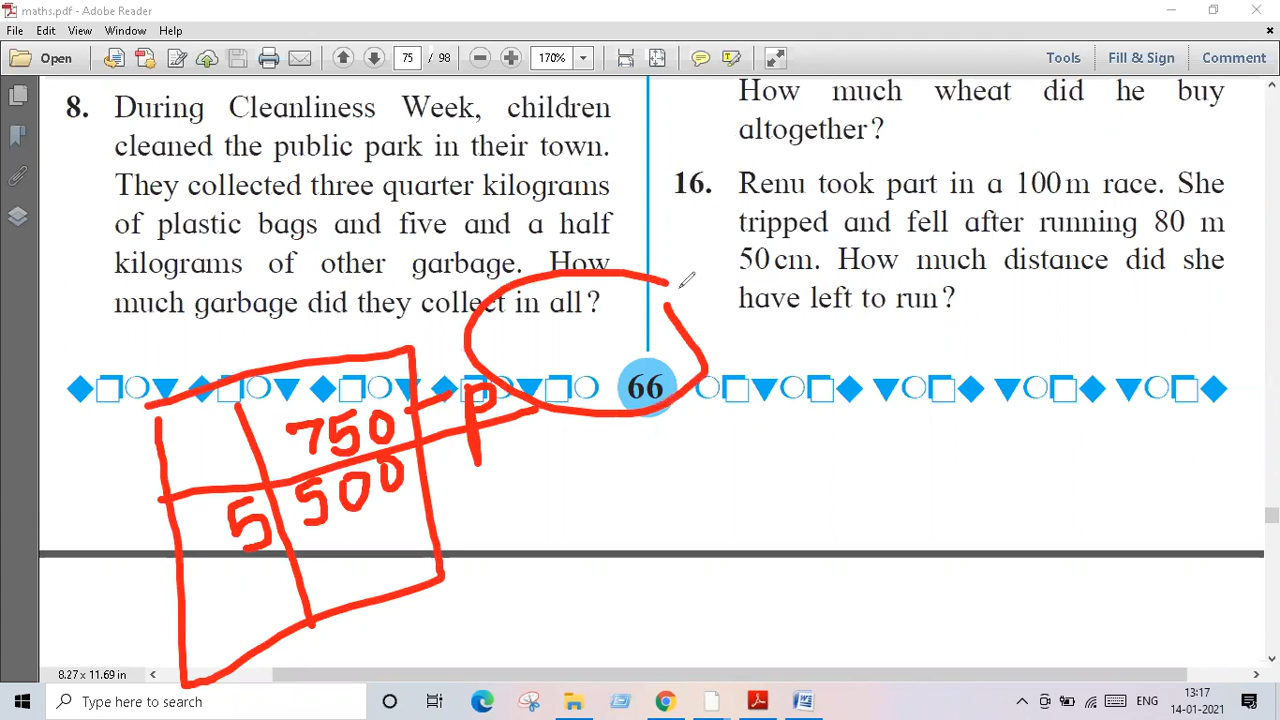 maths.pdf - Adobe Reader
File Edit View Window Help
Open 75 / 98 170% Tools Fill & Sign Comment
8. During Cleanliness Week, children
cleaned the public park in their town.
They collected three quarter kilograms
of plastic bags and five and a half
kilograms of other garbage. How
much garbage did they collect in all?
How much wheat did he buy
altogether?
16. Renu took part in a 100 m race. She
tripped and fell after running 80 m
50 cm. How much distance did she
have left to run?
66
750 P
5 500
8.27 x 11.69 in
Type here to search
ENG
13:17
14-01-2021